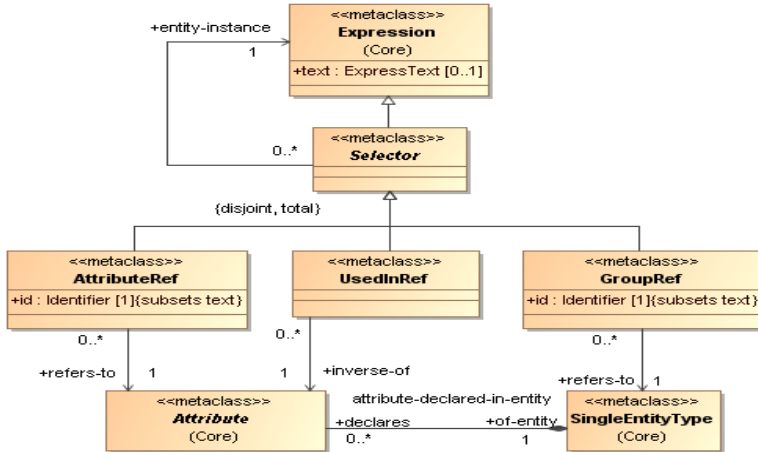 <<metaclass>>
+entity-instance
Expression
(Core)
1
+text : ExpressText [0..1]
<<metaclass>>
0..*
Selector
{disjoint, total}
<<metaclass>>
<<metaclass>>
<<metaclass>>
AttributeRef
UsedInRef
GroupRef
+id : Identifier [1]{subsets text}
+id : Identifier [1]{subsets text}
0..*
0..*
0..*
+refers-to
1
1
+inverse-of
+refers-to
1
<<metaclass>>
attribute-declared-in-entity
<<metaclass>>
Attribute
+declares
+of-entity
SingleEntityType
(Core)
0..*
1
(Core)